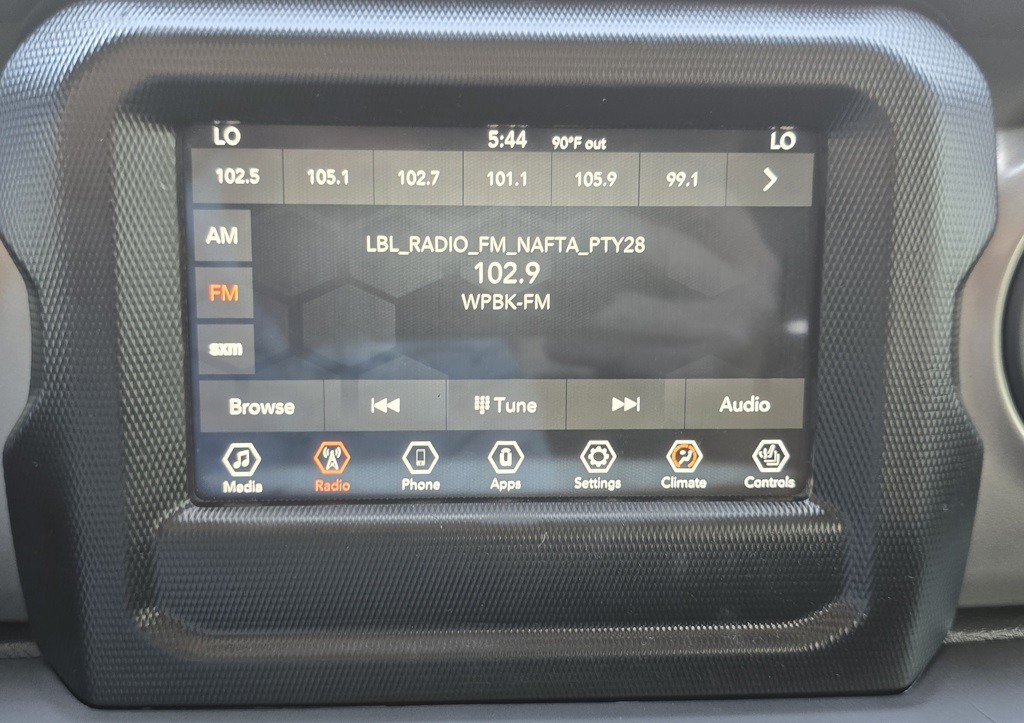 LO 5:44 90°F out LO
102.5 105.1 102.7 101.1 105.9 99.1
AM
LBL_RADIO_FM_NAFTA_PTY28
102.9
FM
WPBK-FM
sxm
Browse Tune Audio
Media Radio Phone Apps Settings Climate Controls